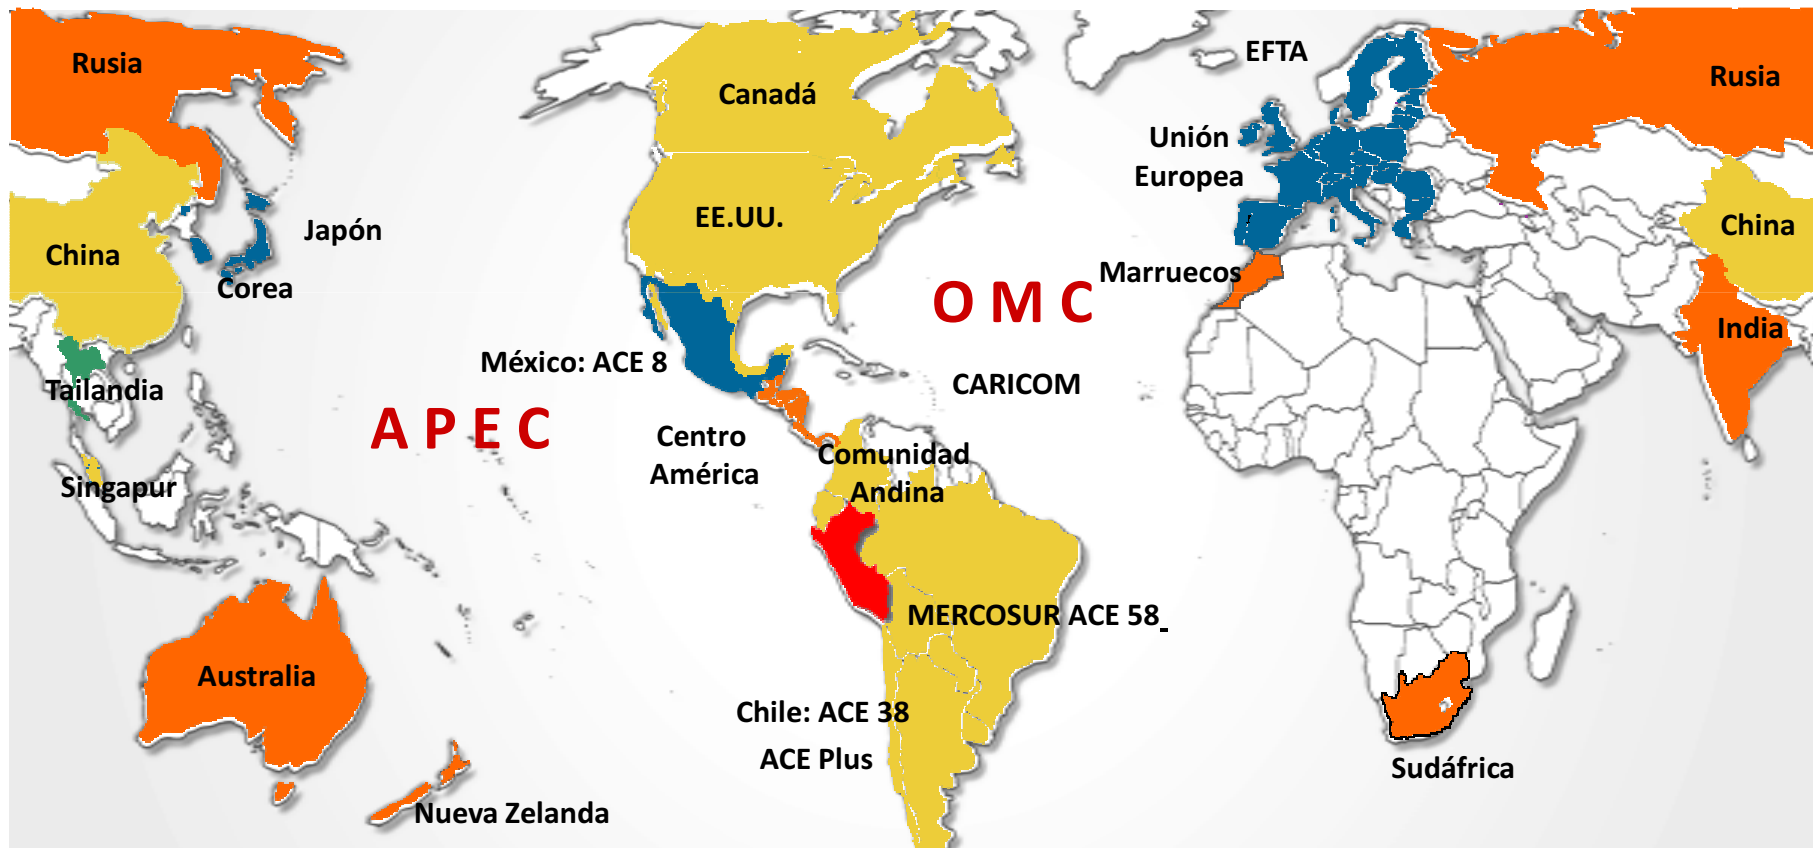 Rusia
Canadá
EFTA
Rusia
Unión
Europea
Japón
EE.UU.
China
China
Corea
Marruecos
O M C
India
México: ACE 8
Tailandia
CARICOM
A P E C
Centro
América
Comunidad
Andina
Singapur
MERCOSUR ACE 58
Australia
Chile: ACE 38
ACE Plus
Sudáfrica
Nueva Zelanda